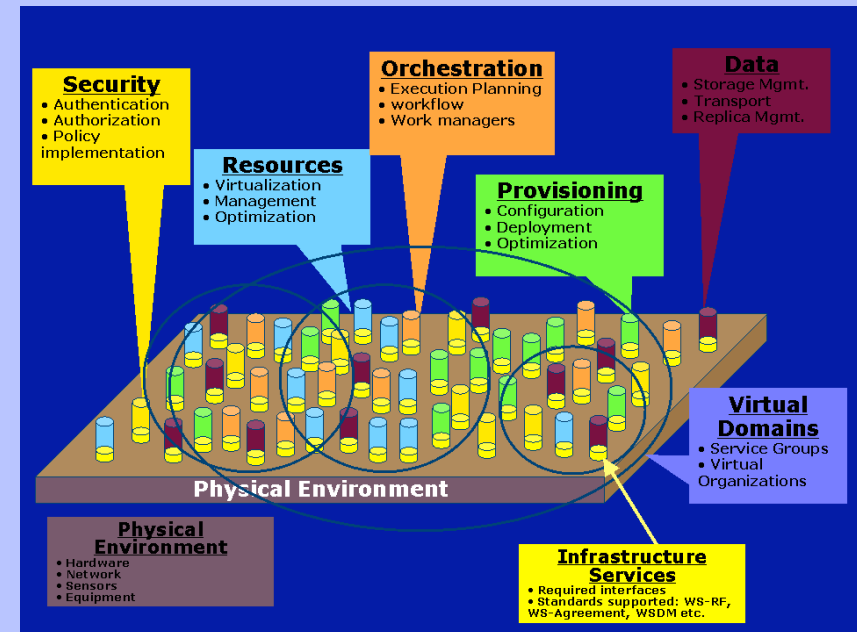 Security
• Authentication
• Authorization
• Policy
implementation
Orchestration
• Execution Planning
• workflow
• Work managers
Data
• Storage Mgmt.
• Transport
• Replica Mgmt.
Resources
• Virtualization
• Management
• Optimization
Provisioning
• Configuration
• Deployment
• Optimization
Virtual
Domains
• Service Groups
• Virtual
Organizations
Physical Environment
Physical
Environment
• Hardware
• Network
• Sensors
• Equipment
Infrastructure
Services
• Required interfaces
• Standards supported: WS-RF,
WS-Agreement, WSDM etc.